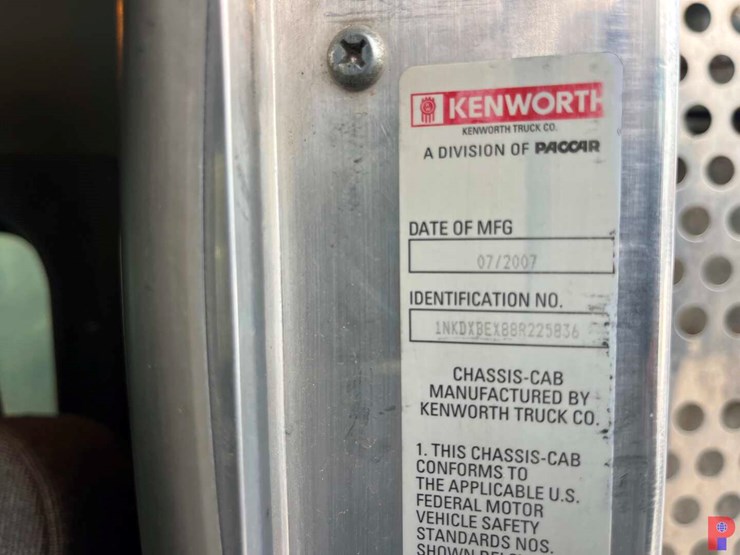 KENWORTH
KENWORTH TRUCK CO.
A DIVISION OF PACCAR
DATE OF MFG
07/2007
IDENTIFICATION NO.
1NKDXBEX88R225836
CHASSIS-CAB
MANUFACTURED BY
KENWORTH TRUCK CO.
1. THIS CHASSIS-CAB
CONFORMS TO
THE APPLICABLE U.S.
FEDERAL MOTOR
VEHICLE SAFETY
STANDARDS NOS.
SHOWN